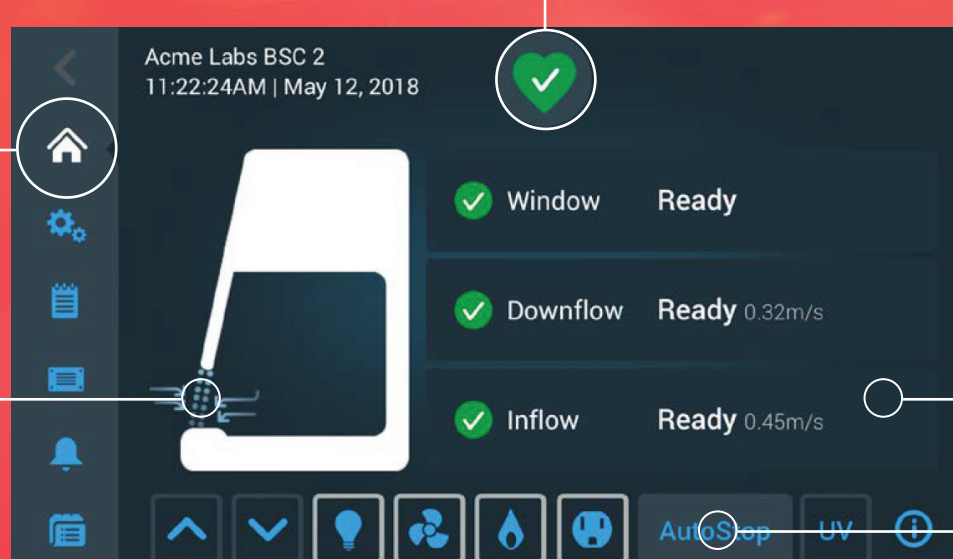 Acme Labs BSC 2
11:22:24AM | May 12, 2018
Window Ready
Downflow Ready 0.32m/s
Inflow Ready 0.45m/s
AutoStop UV